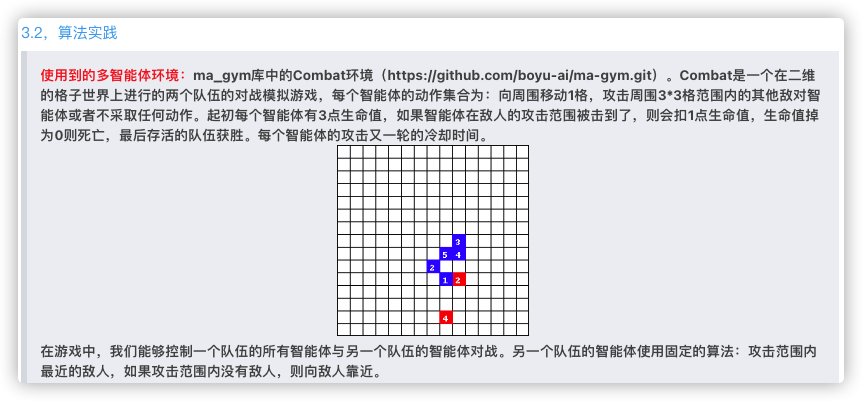 3.2，算法实践
使用到的多智能体环境：ma_gym库中的Combat环境（https://github.com/boyu-ai/ma-gym.git）。Combat是一个在二维
的格子世界上进行的两个队伍的对战模拟游戏，每个智能体的动作集合为：向周围移动1格，攻击周围3*3格范围内的其他敌对智
能体或者不采取任何动作。起初每个智能体有3点生命值，如果智能体在敌人的攻击范围被击到了，则会扣1点生命值，生命值掉
为0则死亡，最后存活的队伍获胜。每个智能体的攻击又一轮的冷却时间。
3
5 4
2
1 2
4
在游戏中，我们能够控制一个队伍的所有智能体与另一个队伍的智能体对战。另一个队伍的智能体使用固定的算法：攻击范围内
最近的敌人，如果攻击范围内没有敌人，则向敌人靠近。